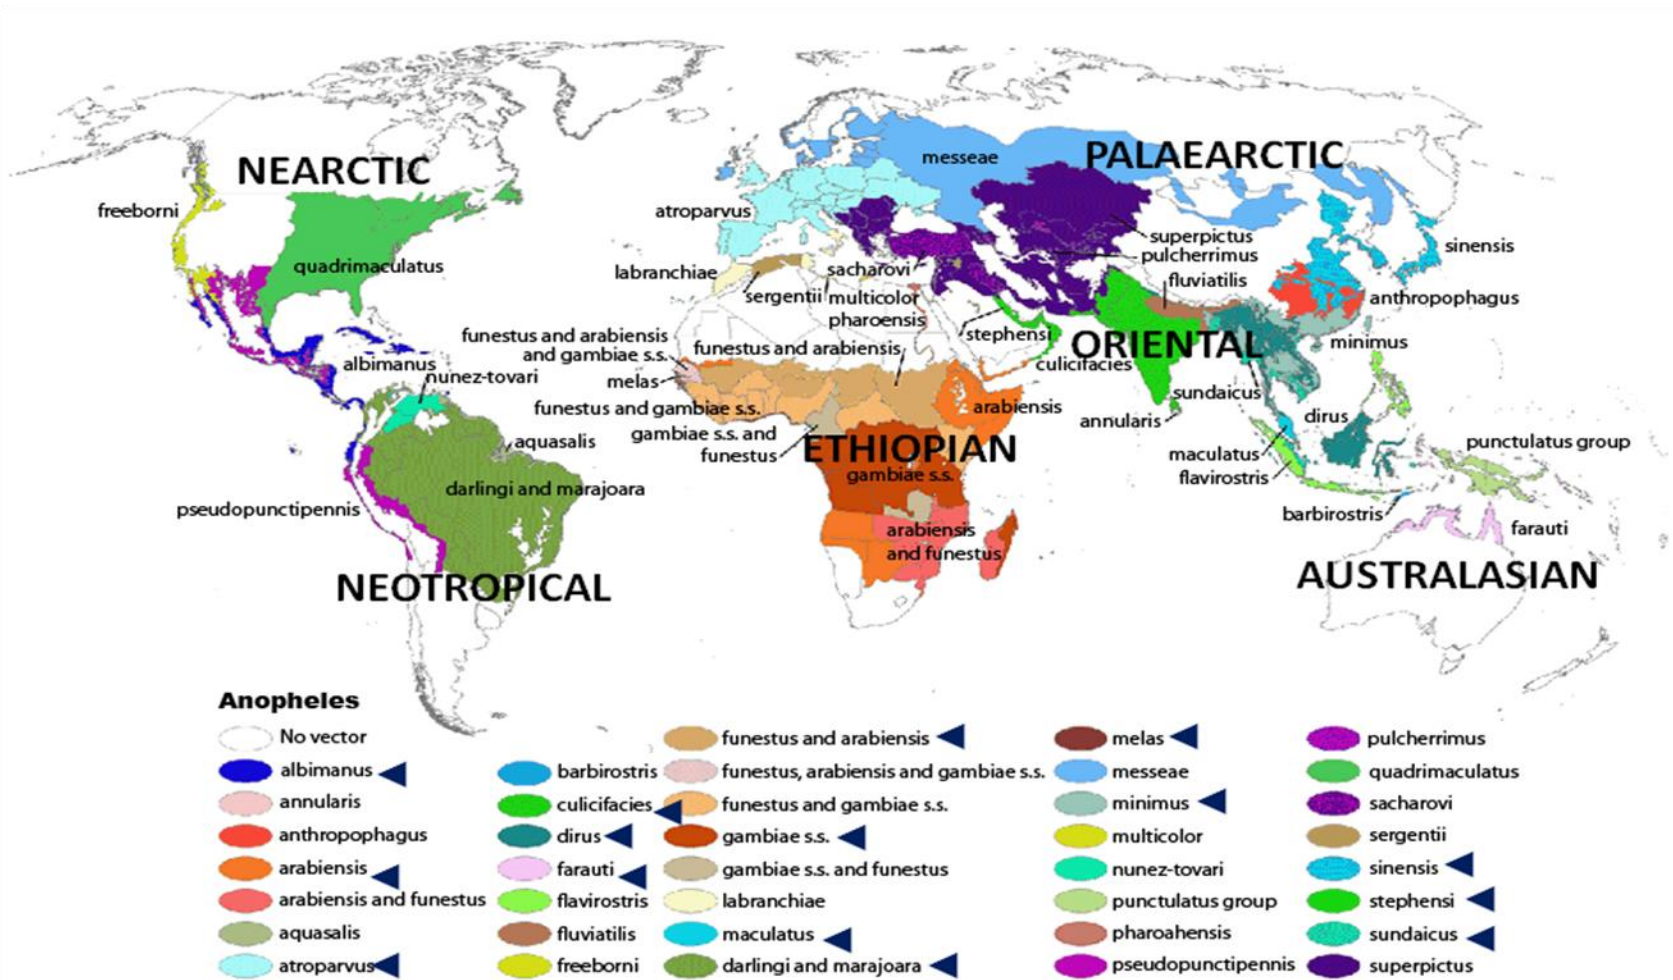 NEARCTIC
PALAEARCTIC
messeae
freeborni
atroparvus
superpictus
sinensis
pulcherrimus
quadrimaculatus
labranchiae
sacharovi
fluviatilis
sergentii
multicolor
anthropophagus
pharoensis
funestus and arabiensis
and gambiae s.s.
stephensi
ORIENTAL
minimus
funestus and arabiensis
albimanus
culicifacies
nunez-tovari
melas
sundaicus
funestus and gambiae s.s.
arabiensis
annularis
dirus
gambiae s.s. and
funestus
ETHIOPIAN
aquasalis
punctulatus group
maculatus
gambiae s.s.
flavirostris
darlingi and marajoara
pseudopunctipennis
barbirostris
arabiensis
and funestus
farauti
NEOTROPICAL
AUSTRALASIAN
Anopheles
No vector
albimanus
annularis
anthropophagus
arabiensis
arabiensis and funestus
aquasalis
atroparvus
barbirostris
culicifacies
dirus
farauti
flavirostris
fluviatilis
freeborni
funestus and arabiensis
funestus, arabiensis and gambiae s.s.
funestus and gambiae s.s.
gambiae s.s.
gambiae s.s. and funestus
labranchiae
maculatus
darlingi and marajoara
melas
messeae
minimus
multicolor
nunez-tovari
punctulatus group
pharoahensis
pseudopunctipennis
pulcherrimus
quadrimaculatus
sacharovi
sergentii
sinensis
stephensi
sundaicus
superpictus